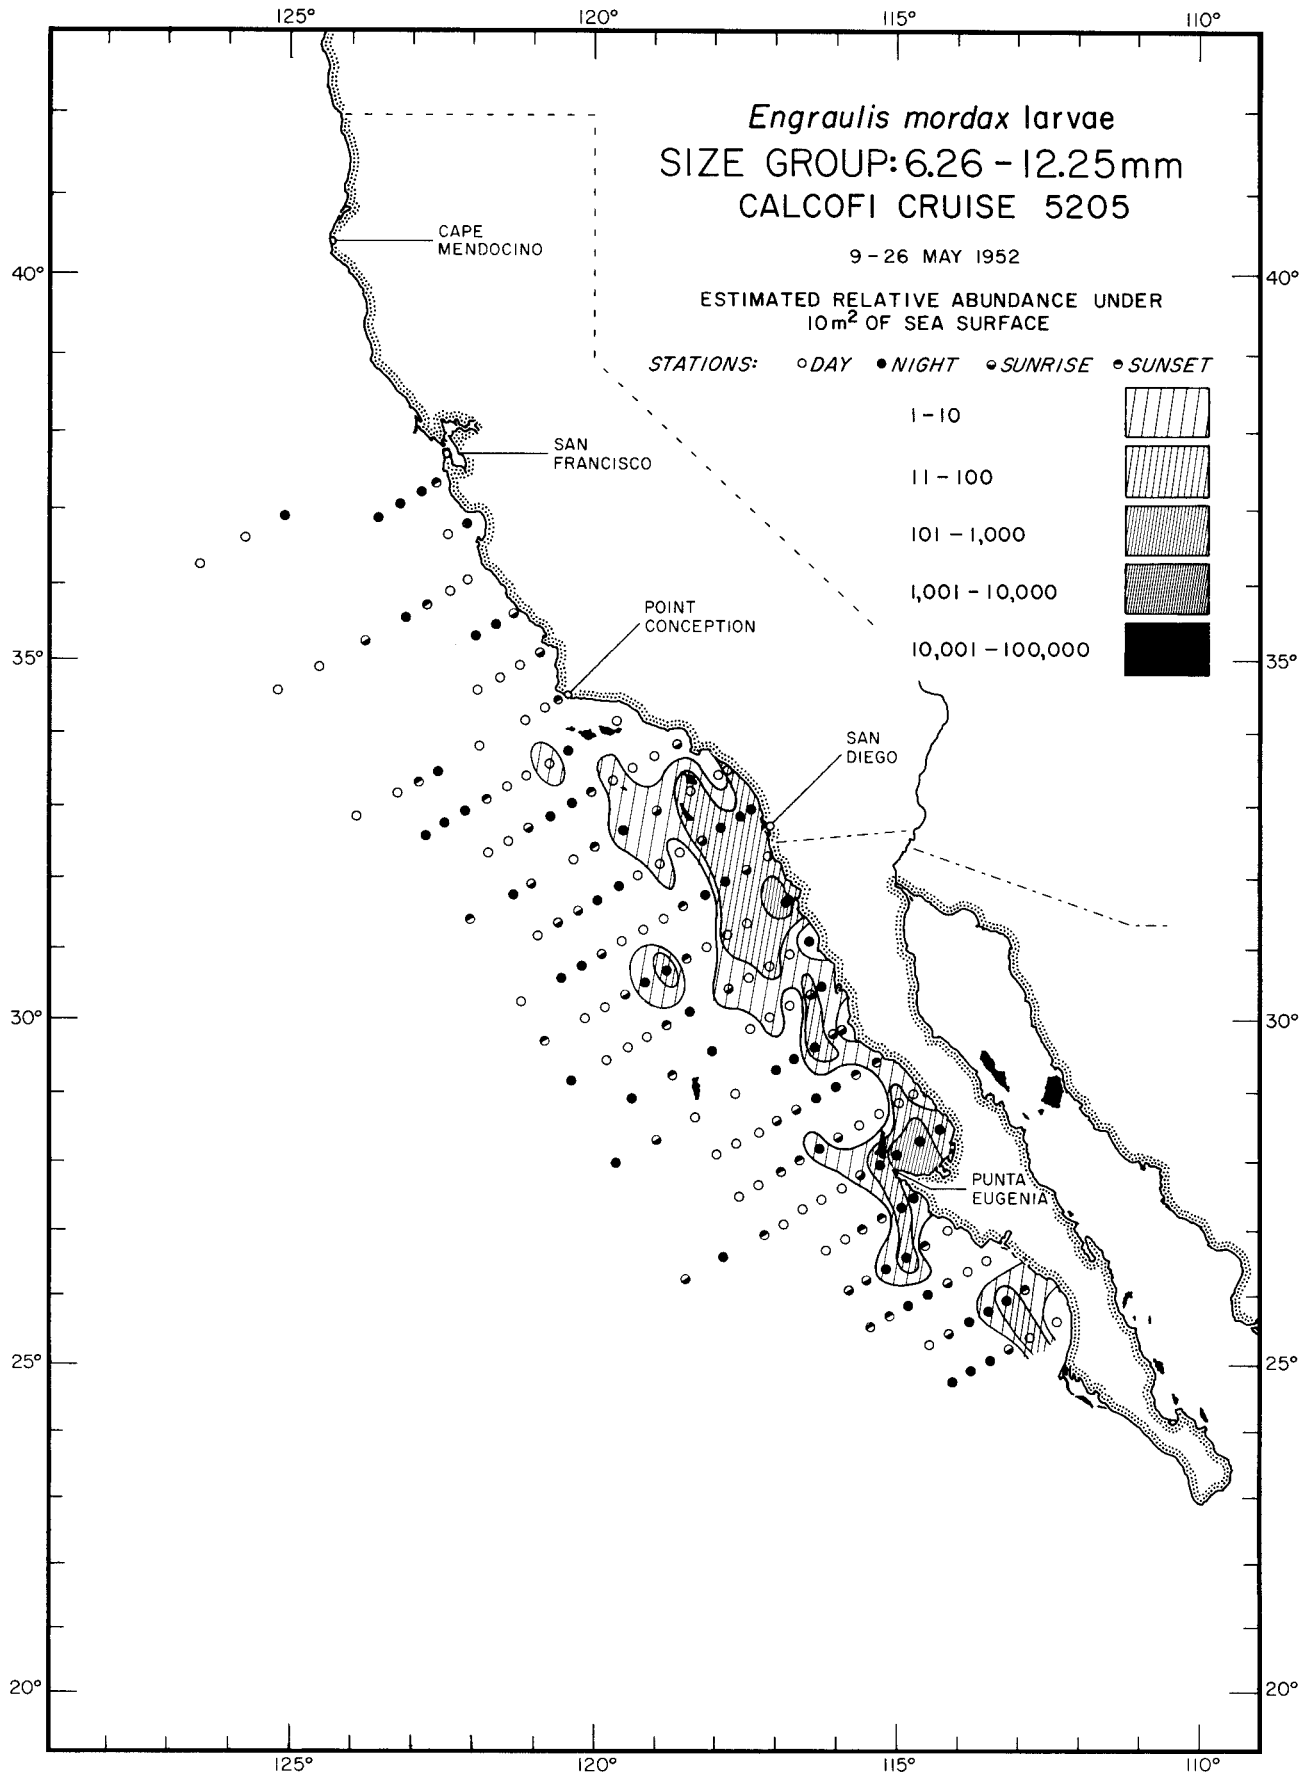 125° 120° 115° 110°
Engraulis mordax larvae
SIZE GROUP: 6.26 – 12.25mm
CALCOFI CRUISE 5205
9 – 26 MAY 1952
ESTIMATED RELATIVE ABUNDANCE UNDER
10m² OF SEA SURFACE
STATIONS: DAY NIGHT SUNRISE SUNSET
1 – 10
11 – 100
101 – 1,000
1,001 – 10,000
10,001 – 100,000
CAPE
MENDOCINO
40° 40°
SAN
FRANCISCO
POINT
CONCEPTION
35° 35°
SAN
DIEGO
30° 30°
PUNTA
EUGENIA
25° 25°
20° 20°
125° 120° 115° 110°